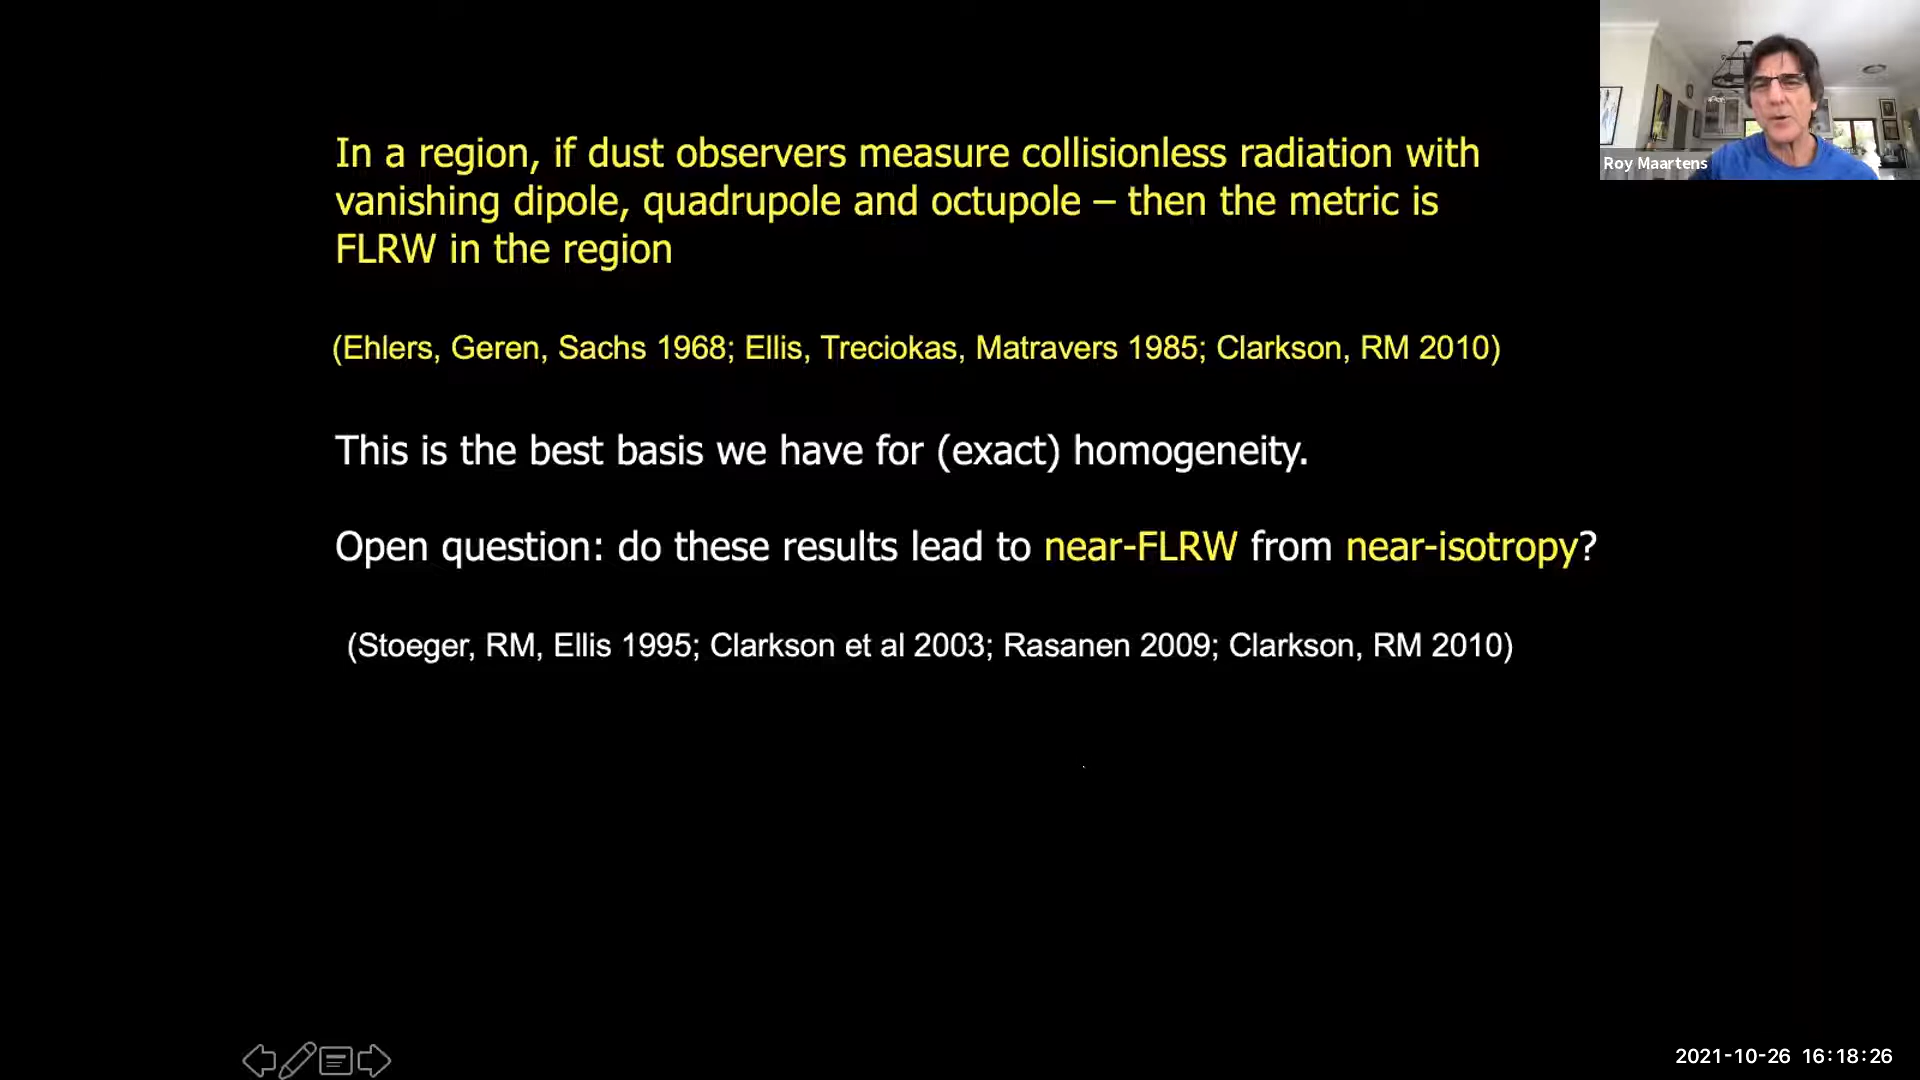 In a region, if dust observers measure collisionless radiation with
vanishing dipole, quadrupole and octupole – then the metric is
FLRW in the region
(Ehlers, Geren, Sachs 1968; Ellis, Treciokas, Matravers 1985; Clarkson, RM 2010)
This is the best basis we have for (exact) homogeneity.
Open question: do these results lead to near-FLRW from near-isotropy?
(Stoeger, RM, Ellis 1995; Clarkson et al 2003; Rasanen 2009; Clarkson, RM 2010)
Roy Maartens
2021-10-26 16:18:26